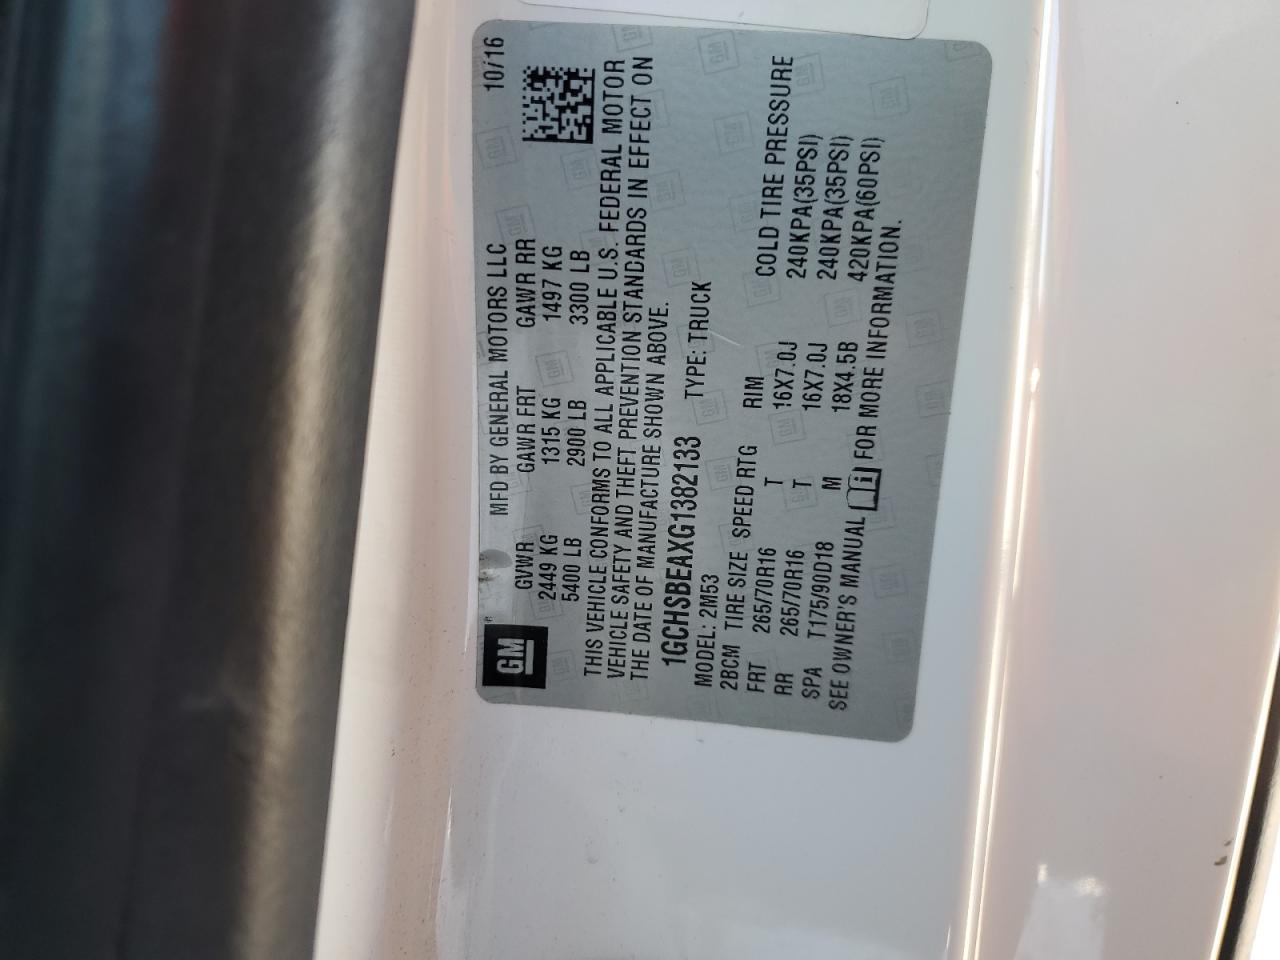 MFD BY GENERAL MOTORS LLC 10/16
GM
GVWR GAWR FRT GAWR RR
2449 KG 1315 KG 1497 KG
5400 LB 2900 LB 3300 LB
THIS VEHICLE CONFORMS TO ALL APPLICABLE U.S. FEDERAL MOTOR
VEHICLE SAFETY AND THEFT PREVENTION STANDARDS IN EFFECT ON
THE DATE OF MANUFACTURE SHOWN ABOVE.
1GCHSBEAXG1382133 TYPE: TRUCK
MODEL: 2M53
2BCM TIRE SIZE SPEED RTG RIM COLD TIRE PRESSURE
FRT 265/70R16 T 16X7.0J 240KPA(35PSI)
RR 265/70R16 T 16X7.0J 240KPA(35PSI)
SPA T175/90D18 M 18X4.5B 420KPA(60PSI)
SEE OWNER'S MANUAL i FOR MORE INFORMATION.